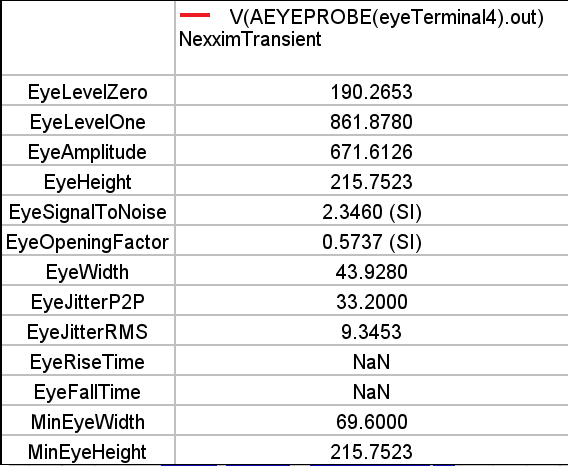 V(AEYEPROBE(eyeTerminal4).out)
NexximTransient
EyeLevelZero 190.2653
EyeLevelOne 861.8780
EyeAmplitude 671.6126
EyeHeight 215.7523
EyeSignalToNoise 2.3460 (SI)
EyeOpeningFactor 0.5737 (SI)
EyeWidth 43.9280
EyeJitterP2P 33.2000
EyeJitterRMS 9.3453
EyeRiseTime NaN
EyeFallTime NaN
MinEyeWidth 69.6000
MinEyeHeight 215.7523